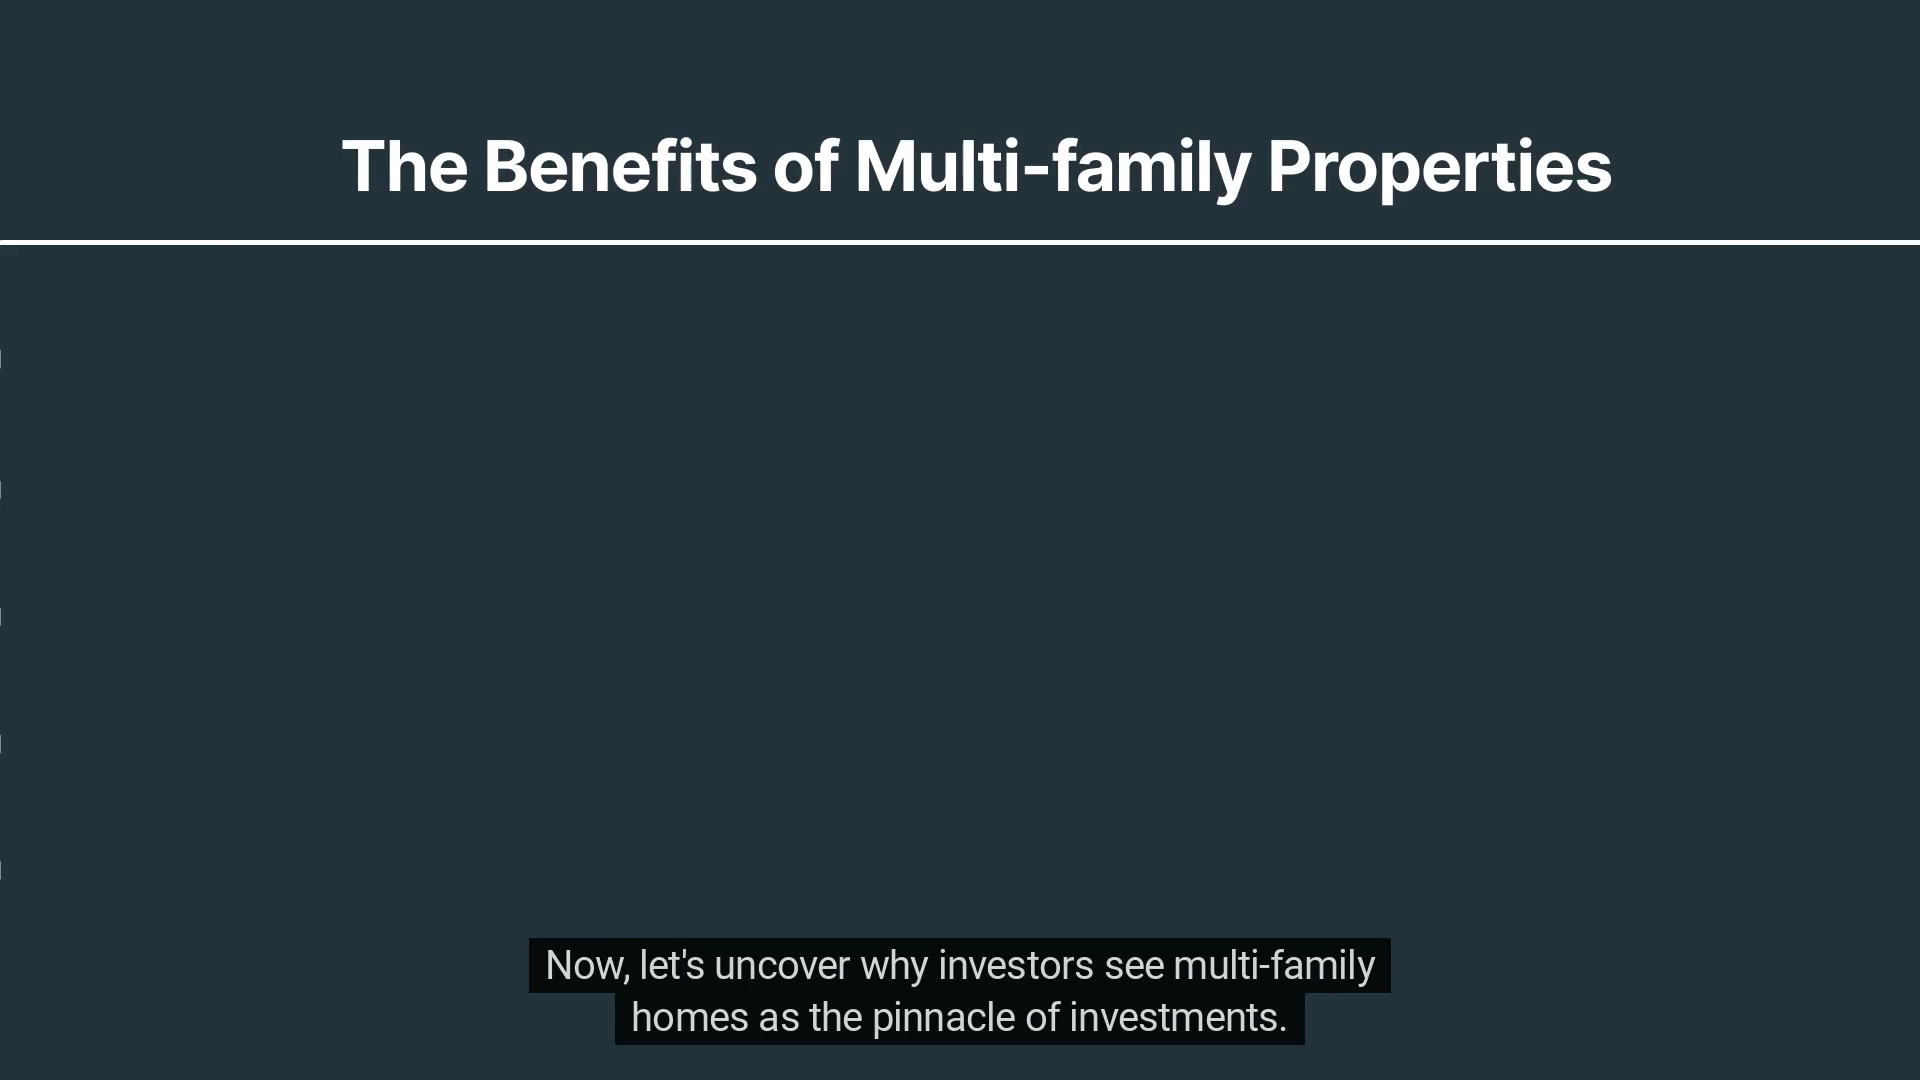 The Benefits of Multi-family Properties
Now, let's uncover why investors see multi-family
homes as the pinnacle of investments.